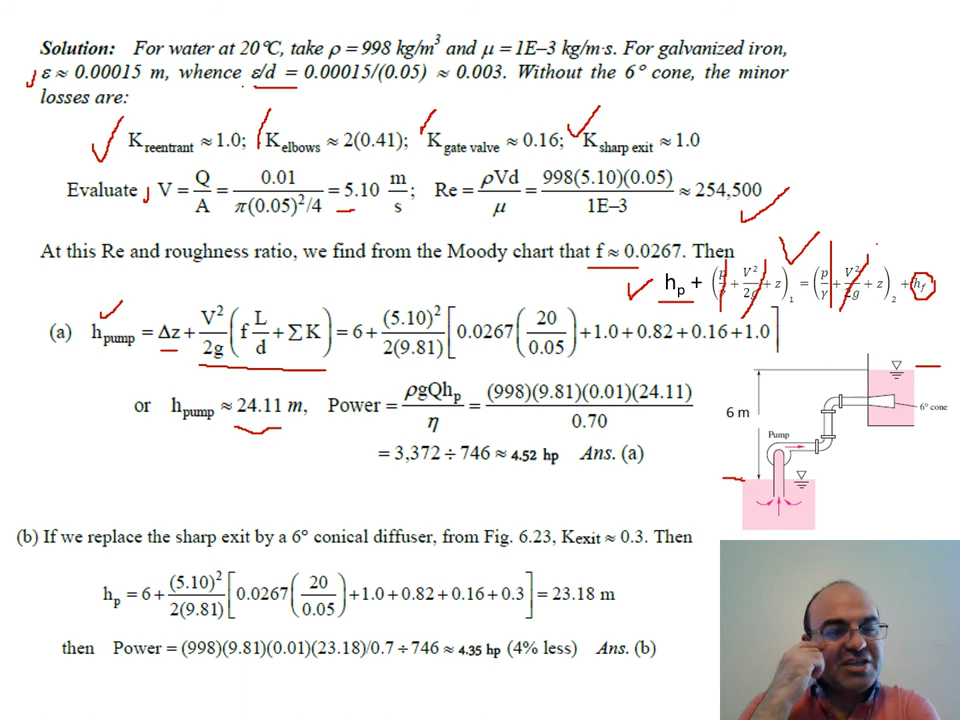 Solution: For water at 20°C, take ρ = 998 kg/m³ and μ = 1E−3 kg/m·s. For galvanized iron,
ε ≈ 0.00015 m, whence ε/d = 0.00015/(0.05) ≈ 0.003. Without the 6° cone, the minor
losses are:
K_reentrant ≈ 1.0; K_elbows ≈ 2(0.41); K_gate valve ≈ 0.16; K_sharp exit ≈ 1.0
Evaluate V = Q/A = 0.01/(π(0.05)²/4) = 5.10 m/s; Re = ρVd/μ = 998(5.10)(0.05)/1E−3 ≈ 254,500
At this Re and roughness ratio, we find from the Moody chart that f ≈ 0.0267. Then
h_p + (p/γ + V²/2g + z)_1 = (p/γ + V²/2g + z)_2 + h_f
(a) h_pump = Δz + V²/2g (f L/d + ΣK) = 6 + (5.10)²/2(9.81) [0.0267 (20/0.05) + 1.0 + 0.82 + 0.16 + 1.0]
or h_pump ≈ 24.11 m, Power = ρgQh_p/η = (998)(9.81)(0.01)(24.11)/0.70
= 3,372 ÷ 746 ≈ 4.52 hp Ans. (a)
6 m
6° cone
Pump
(b) If we replace the sharp exit by a 6° conical diffuser, from Fig. 6.23, K_exit ≈ 0.3. Then
h_p = 6 + (5.10)²/2(9.81) [0.0267 (20/0.05) + 1.0 + 0.82 + 0.16 + 0.3] = 23.18 m
then Power = (998)(9.81)(0.01)(23.18)/0.7 ÷ 746 ≈ 4.35 hp (4% less) Ans. (b)